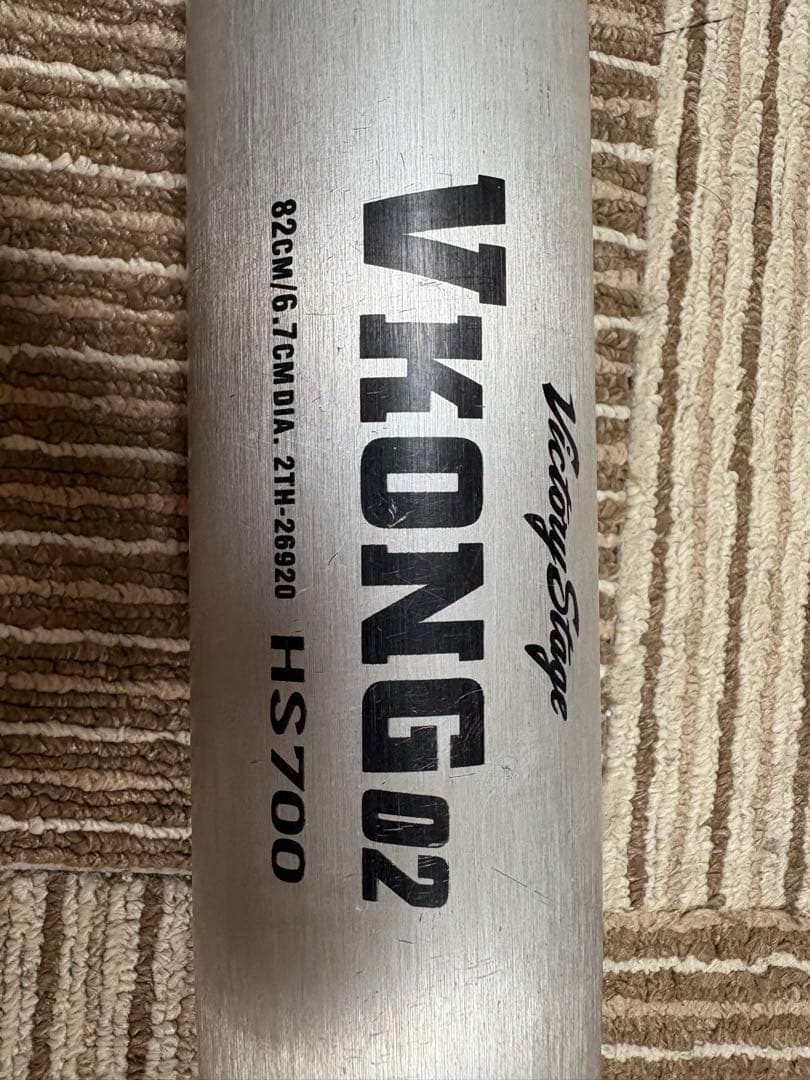 Victory Stage
VKONG02
82CM/6.7CMDIA. 2TH-26920 HS700